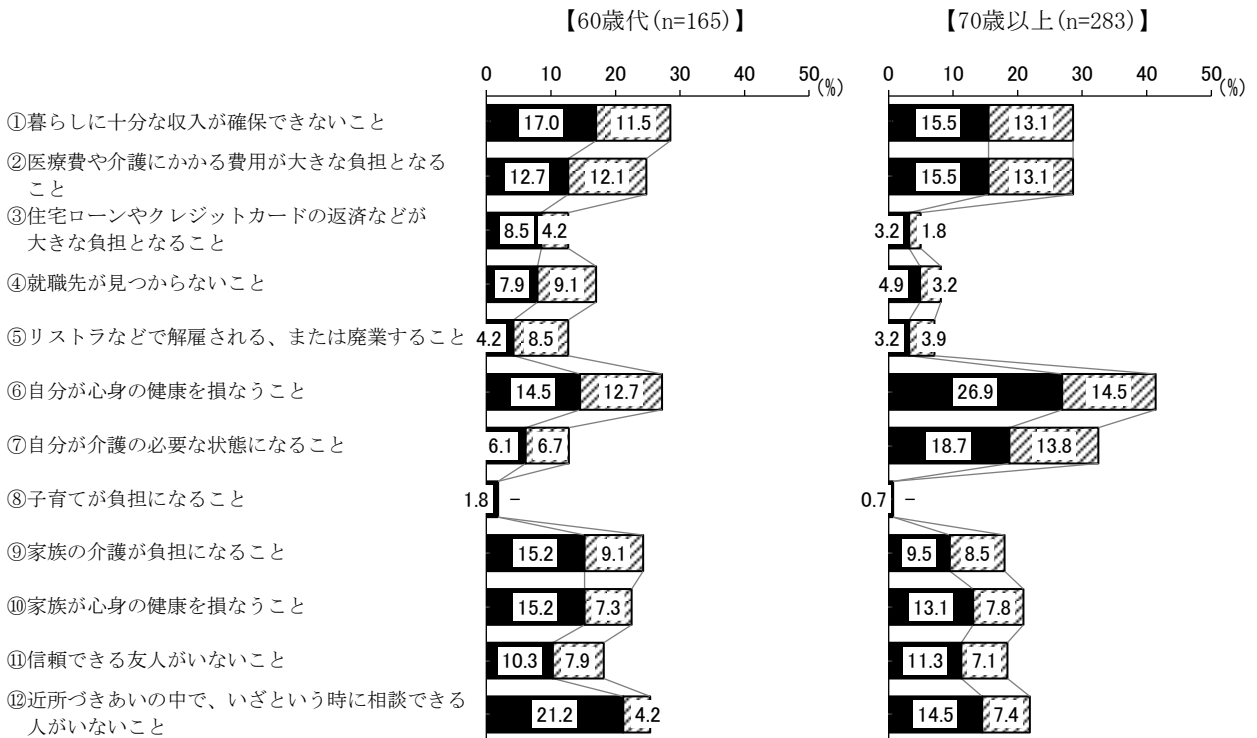 【60歳代(n=165)】 【70歳以上(n=283)】
0 10 20 30 40 50 (%) 0 10 20 30 40 50 (%)
①暮らしに十分な収入が確保できないこと 17.0 11.5 15.5 13.1
②医療費や介護にかかる費用が大きな負担となる
こと 12.7 12.1 15.5 13.1
③住宅ローンやクレジットカードの返済などが
大きな負担となること 8.5 4.2 3.2 1.8
④就職先が見つからないこと 7.9 9.1 4.9 3.2
⑤リストラなどで解雇される、または廃業すること 4.2 8.5 3.2 3.9
⑥自分が心身の健康を損なうこと 14.5 12.7 26.9 14.5
⑦自分が介護の必要な状態になること 6.1 6.7 18.7 13.8
⑧子育てが負担になること 1.8 － 0.7 －
⑨家族の介護が負担になること 15.2 9.1 9.5 8.5
⑩家族が心身の健康を損なうこと 15.2 7.3 13.1 7.8
⑪信頼できる友人がいないこと 10.3 7.9 11.3 7.1
⑫近所づきあいの中で、いざという時に相談できる
人がいないこと 21.2 4.2 14.5 7.4